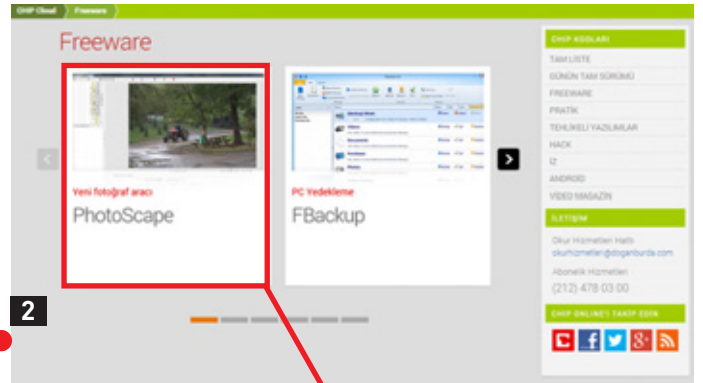 CHIP Cloud Freeware
Freeware
Yeni fotoğraf aracı
PhotoScape
PC Yedekleme
FBackup
2
CHIP KODLARI
TAM LISTE
GÜNÜN TAM SÜRÜMÜ
FREEWARE
PRATİK
TEHLİKELİ YAZILIMLAR
HACK
İZ
ANDROID
VIDEO MAGAZİN
İLETİŞİM
Okur Hizmetleri Hattı
okurhizmetleri@doganburda.com
Abonelik Hizmetleri
(212) 478 03 00
CHIP ONLINE'I TAKİP EDİN